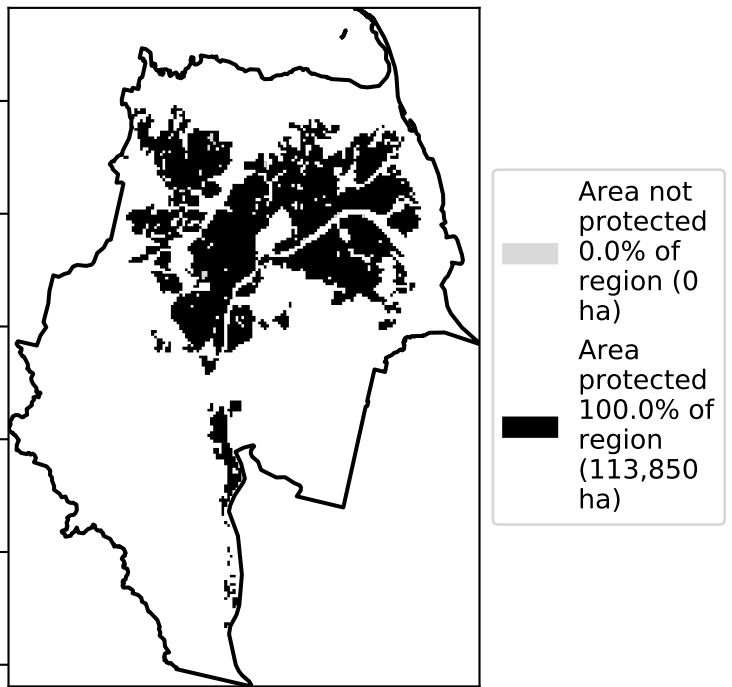 Area not
protected
0.0% of
region (0
ha)
Area
protected
100.0% of
region
(113,850
ha)